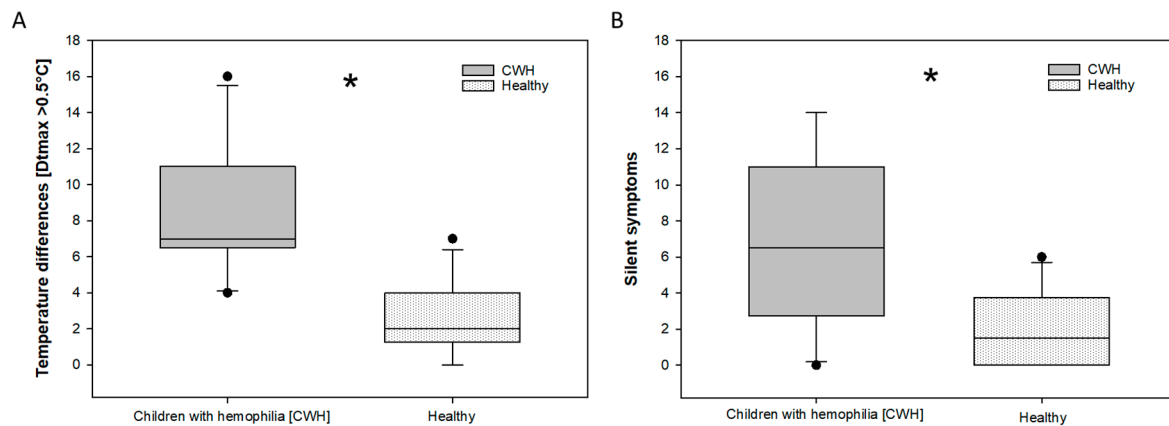 A
Temperature differences [Dtmax >0.5°C]
18
16
14
12
10
8
6
4
2
0
*
CWH
Healthy
Children with hemophilia [CWH]
Healthy
B
Silent symptoms
18
16
14
12
10
8
6
4
2
0
*
CWH
Healthy
Children with hemophilia [CWH]
Healthy